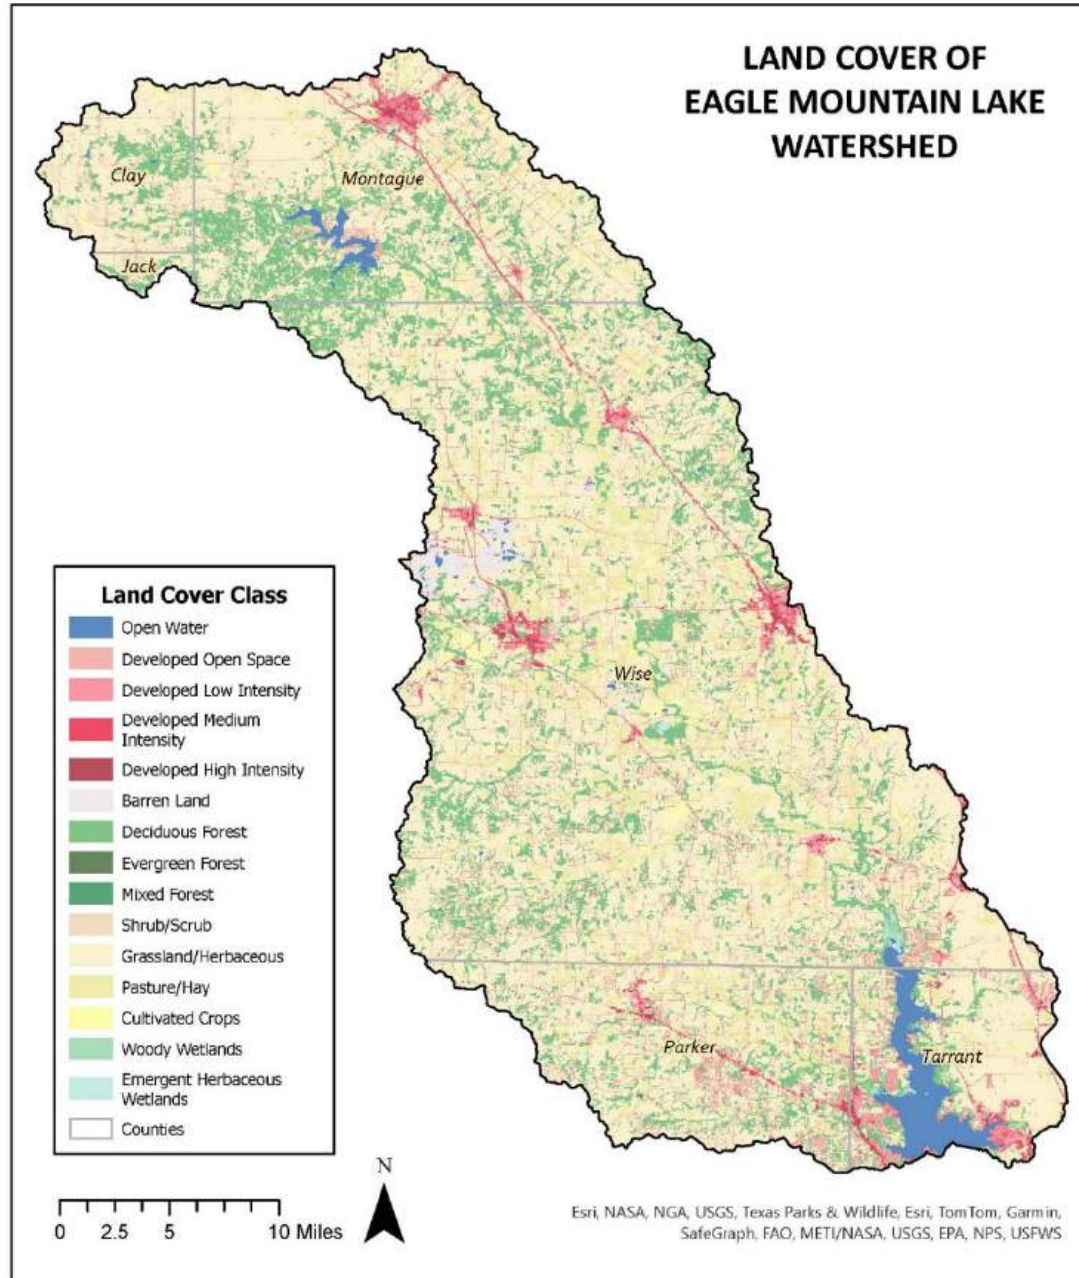 LAND COVER OF
EAGLE MOUNTAIN LAKE
WATERSHED
Clay
Montague
Jack
Wise
Parker
Tarrant
Land Cover Class
Open Water
Developed Open Space
Developed Low Intensity
Developed Medium
Intensity
Developed High Intensity
Barren Land
Deciduous Forest
Evergreen Forest
Mixed Forest
Shrub/Scrub
Grassland/Herbaceous
Pasture/Hay
Cultivated Crops
Woody Wetlands
Emergent Herbaceous
Wetlands
Counties
0 2.5 5 10 Miles
N
Esri, NASA, NGA, USGS, Texas Parks & Wildlife, Esri, TomTom, Garmin,
SafeGraph, FAO, METI/NASA, USGS, EPA, NPS, USFWS